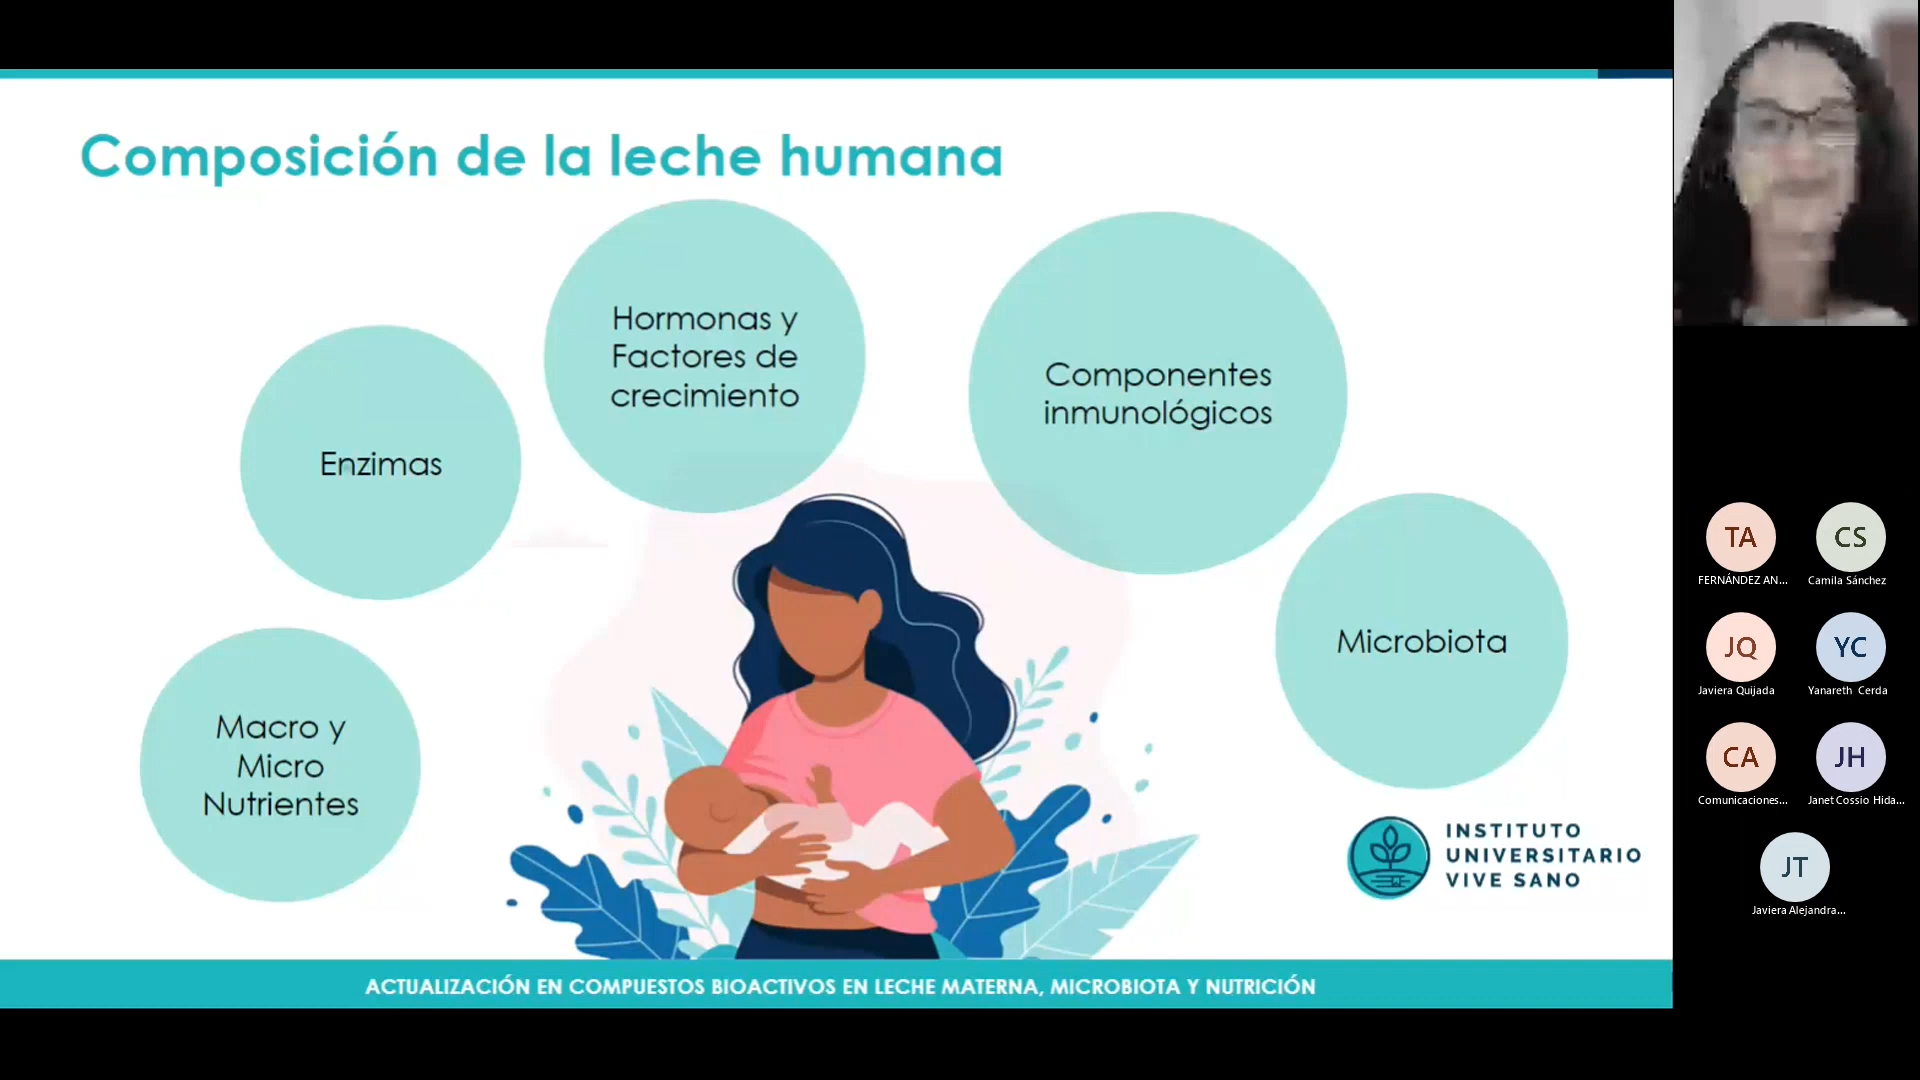 Composición de la leche humana
Hormonas y
Factores de
crecimiento
Componentes
inmunológicos
Enzimas
Microbiota
Macro y
Micro
Nutrientes
INSTITUTO
UNIVERSITARIO
VIVE SANO
ACTUALIZACIÓN EN COMPUESTOS BIOACTIVOS EN LECHE MATERNA, MICROBIOTA Y NUTRICIÓN
TA
FERNÁNDEZ AN...
CS
Camila Sánchez
JQ
Javiera Quijada
YC
Yanareth Cerda
CA
Comunicaciones...
JH
Janet Cossio Hida...
JT
Javiera Alejandra...